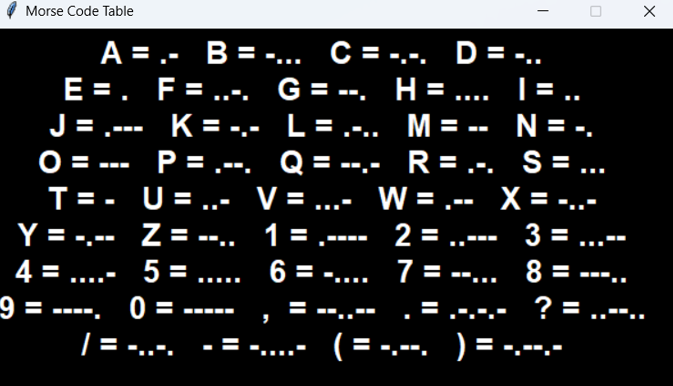 Morse Code Table
A = .-   B = -...   C = -.-.   D = -..
E = .   F = ..-.   G = --.   H = ....   I = ..
J = .---   K = -.-   L = .-..   M = --   N = -.
O = ---   P = .--.   Q = --.-   R = .-.   S = ...
T = -   U = ..-   V = ...-   W = .--   X = -..-
Y = -.--   Z = --..   1 = .----   2 = ..---   3 = ...--
4 = ....-   5 = .....   6 = -....   7 = --...   8 = ---..
9 = ----.   0 = -----   ,  = --..--   . = .-.-.-   ? = ..--..
/ = -..-.   - = -....-   ( = -.--.   ) = -.--.-